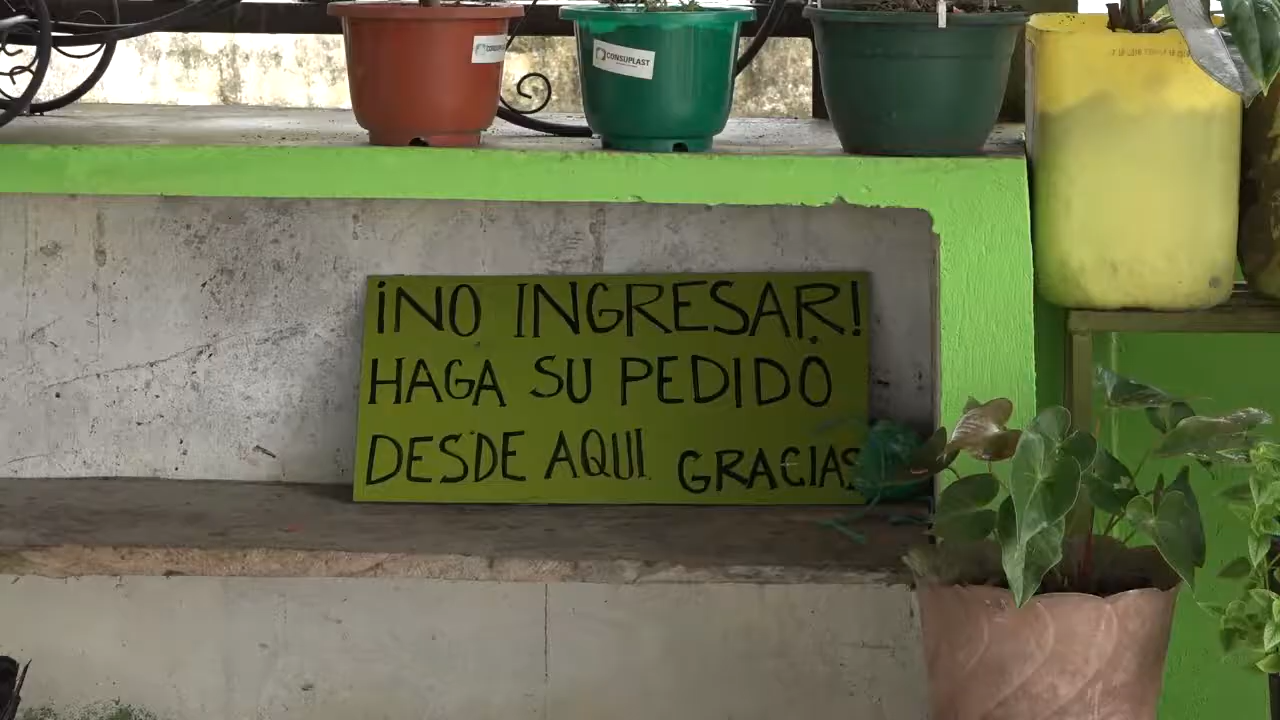 CONSUPLAST
¡NO INGRESAR!
HAGA SU PEDIDO
DESDE AQUI GRACIAS